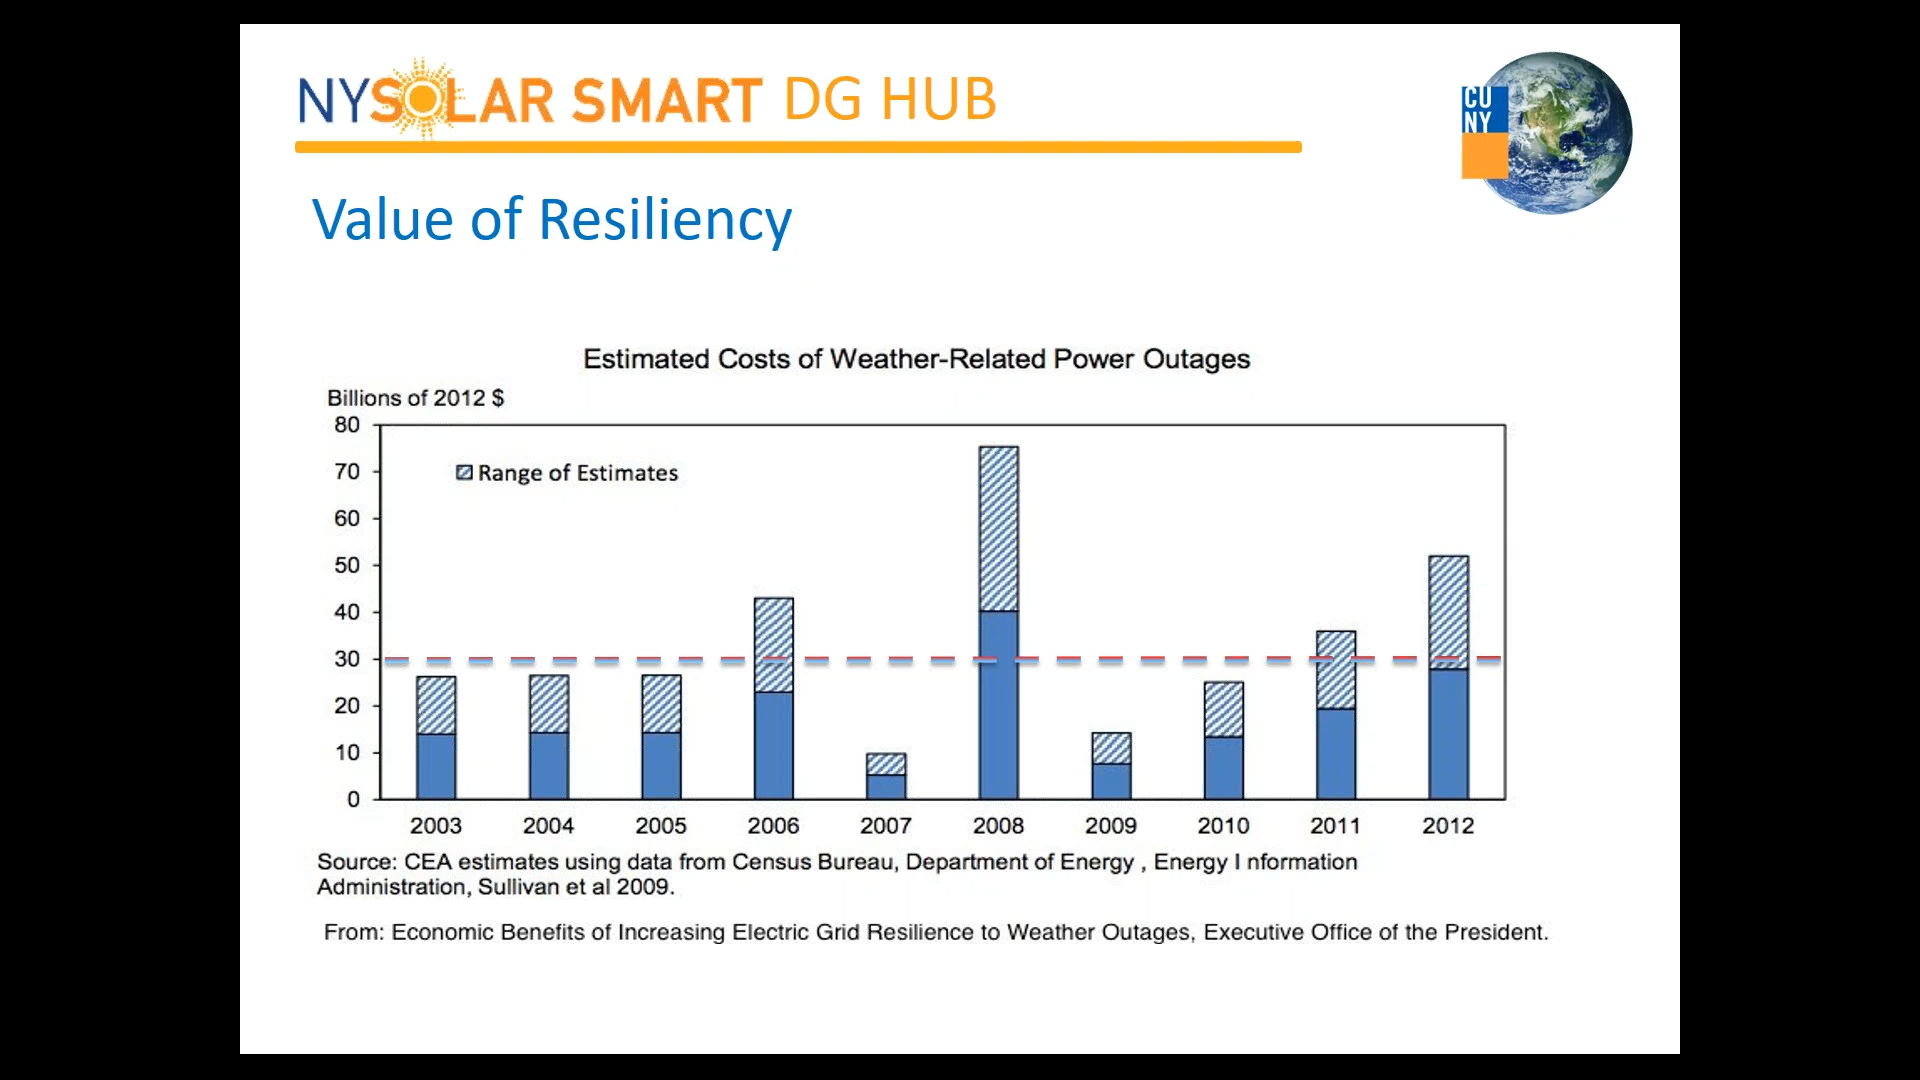 NYSOLAR SMART DG HUB
CU
NY
Value of Resiliency
Estimated Costs of Weather-Related Power Outages
Billions of 2012 $
80
70
60
50
40
30
20
10
0
Range of Estimates
2003 2004 2005 2006 2007 2008 2009 2010 2011 2012
Source: CEA estimates using data from Census Bureau, Department of Energy , Energy I nformation
Administration, Sullivan et al 2009.
From: Economic Benefits of Increasing Electric Grid Resilience to Weather Outages, Executive Office of the President.